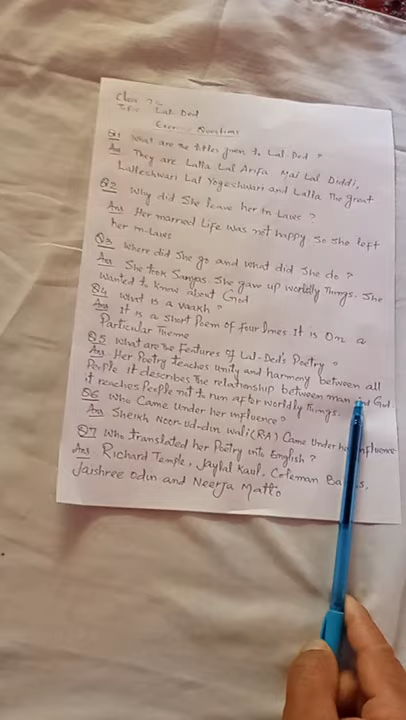 Class 7th
Topic Lal-Ded
Exercise Questions
Q1 What are the titles given to Lal Ded ?
Ans They are Lalla Lal Arifa Mai Lal Diddi,
Lalleshwari Lal Yogeshwari and Lalla The great
Q2 Why did She leave her in-Laws ?
Ans Her married Life was not happy. So she left
her in-Laws
Q3 Where did She go and what did She do ?
Ans She took Sanyas. She gave up worldly Things. She
wanted to know about God
Q4 What is a Vaakh ?
Ans It is a Short Poem of four lines It is On a
Particular Theme
Q5 What are the Features of Lal-Ded's Poetry ?
Ans Her Poetry teaches unity and harmony between all
People it describes the relationship between man and God.
it teaches People not to run after worldly things.
Q6 Who Came under her influence ?
Ans Sheikh Noor-ud-din wali (RA) Came under her influence
Q7 Who translated her Poetry into English ?
Ans Richard Temple, Jaylal Kaul, Coleman
Jaishree Odin and Neerja Matto